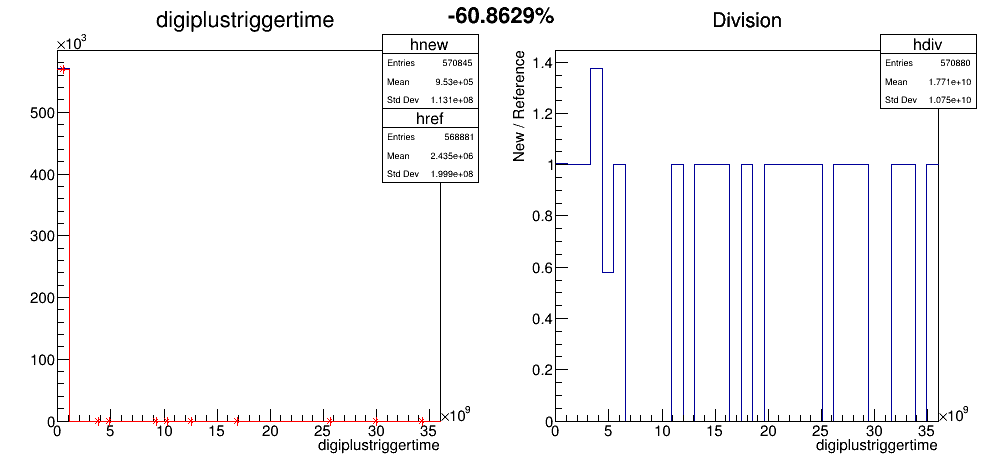 -60.8629%
digiplustriggertime
×10³
hnew
Entries 570845
Mean 9.53e+05
Std Dev 1.131e+08
href
Entries 568881
Mean 2.435e+06
Std Dev 1.999e+08
500
400
300
200
100
0
0 5 10 15 20 25 30 35
×10⁹
digiplustriggertime
Division
hdiv
Entries 570880
Mean 1.771e+10
Std Dev 1.075e+10
New / Reference
1.4
1.2
1
0.8
0.6
0.4
0.2
0
0 5 10 15 20 25 30 35
×10⁹
digiplustriggertime